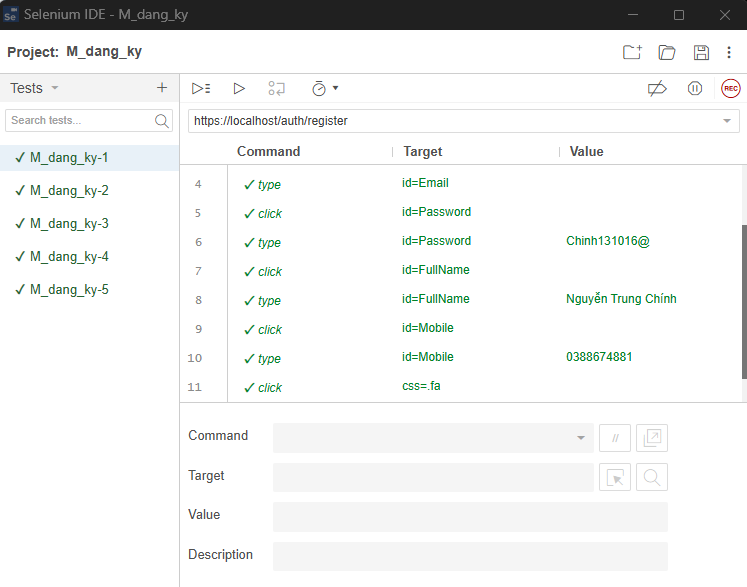 Selenium IDE - M_dang_ky
Project: M_dang_ky
Tests
Search tests...
✓ M_dang_ky-1
✓ M_dang_ky-2
✓ M_dang_ky-3
✓ M_dang_ky-4
✓ M_dang_ky-5
REC
https://localhost/auth/register
Command Target Value
4 ✓ type id=Email
5 ✓ click id=Password
6 ✓ type id=Password Chinh131016@
7 ✓ click id=FullName
8 ✓ type id=FullName Nguyễn Trung Chính
9 ✓ click id=Mobile
10 ✓ type id=Mobile 0388674881
11 ✓ click css=.fa
Command //
Target
Value
Description